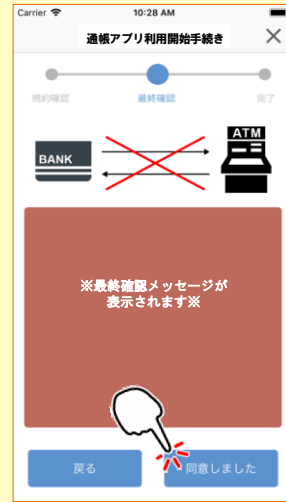 Carrier 10:28 AM
通帳アプリ利用開始手続き
規約確認 最終確認 完了
BANK
ATM
※最終確認メッセージが
表示されます※
戻る 同意しました